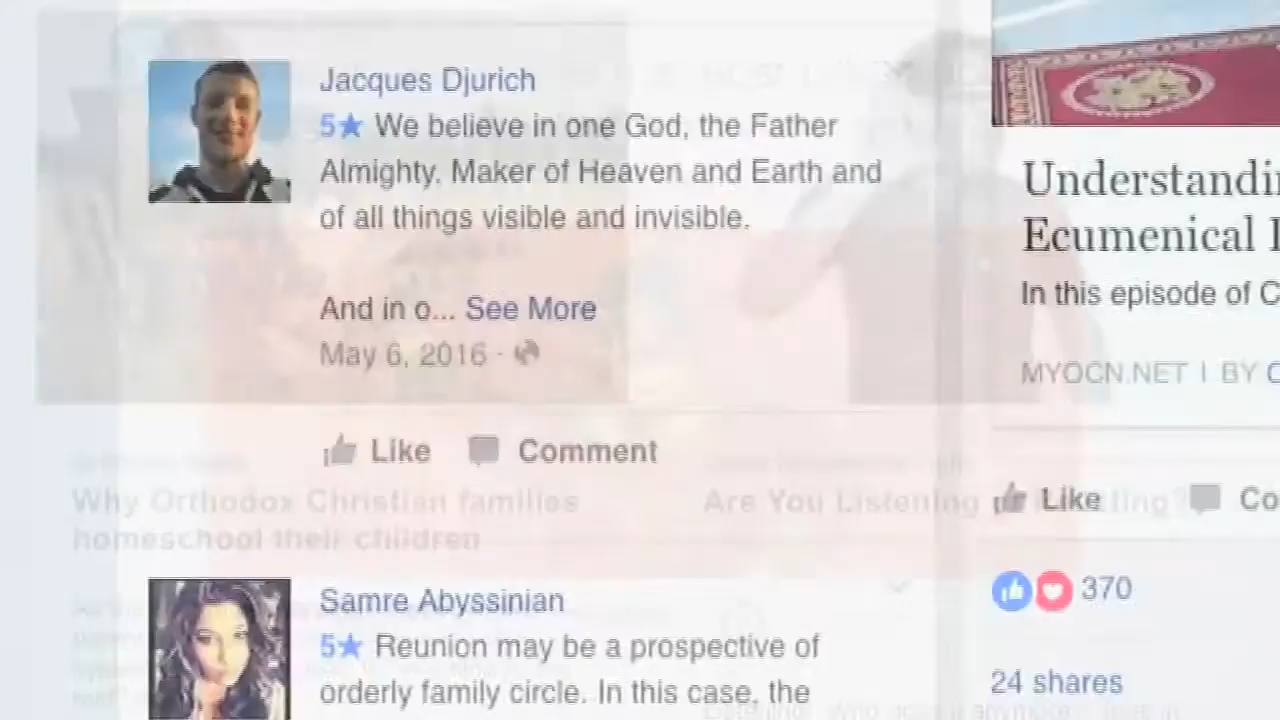 Jacques Djurich
5★ We believe in one God, the Father
Almighty. Maker of Heaven and Earth and
of all things visible and invisible.
And in o... See More
May 6, 2016 ·
Like Comment
Why Orthodox Christian families
homeschool their children
Are You Listening
Samre Abyssinian
5★ Reunion may be a prospective of
orderly family circle. In this case, the
Understandin
Ecumenical
In this episode of C
MYOCN.NET | BY
Like Co
370
24 shares